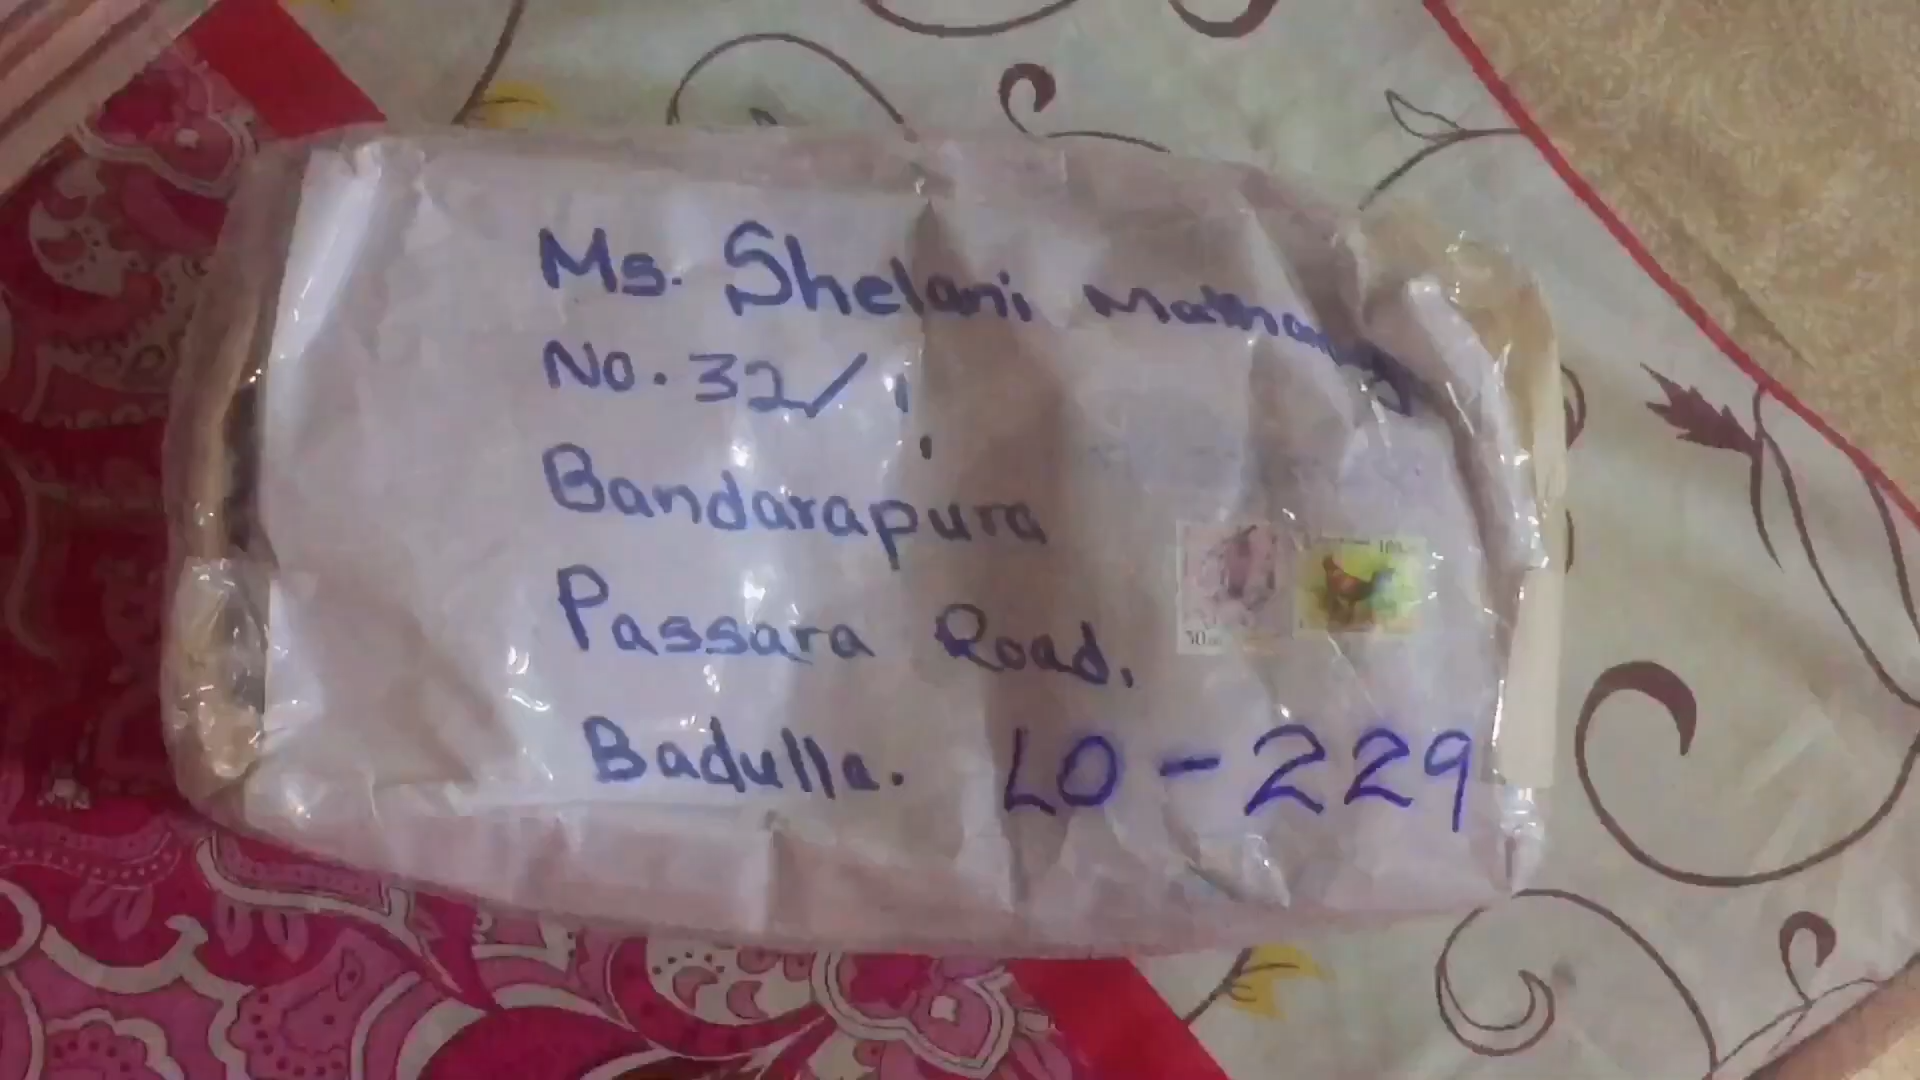 Ms. Shelani
No. 32/1
Bandarapura
Passara Road.
Badulla. LO-229